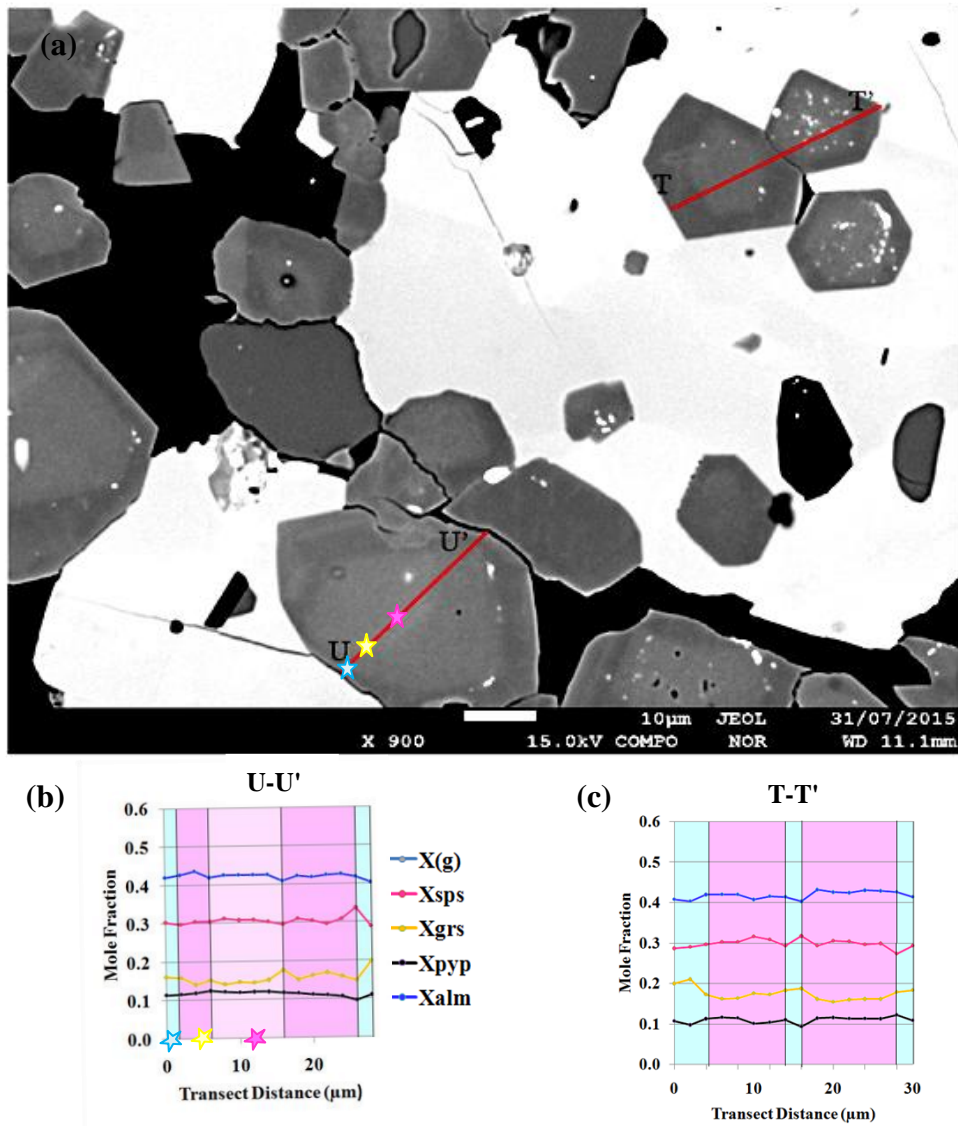 (a)
T'
T
U'
U
10µm JEOL 31/07/2015
X 900 15.0kV COMPO NOR WD 11.1mm
(b)
U-U'
0.6
0.5
0.4
0.3
0.2
0.1
0.0
Mole Fraction
0 10 20
Transect Distance (µm)
X(g)
Xsps
Xgrs
Xpyp
Xalm
(c)
T-T'
0.6
0.5
0.4
0.3
0.2
0.1
0.0
Mole Fraction
0 10 20 30
Transect Distance (µm)